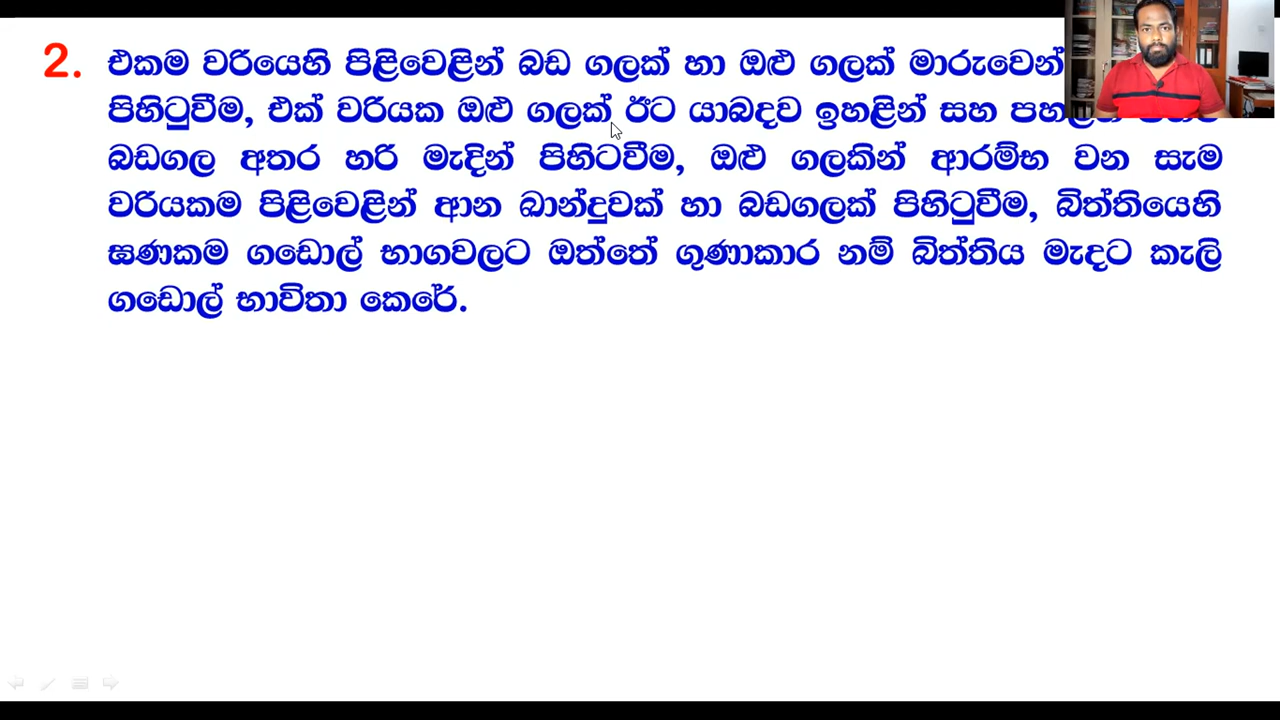 2. එකම වරියෙහි පිළිවෙළින් බඩ ගලක් හා ඔළු ගලක් මාරුවෙන්
පිහිටුවීම, එක් වරියක ඔළු ගලක් ඊට යාබදව ඉහළින් සහ
බඩගල අතර හරි මැදින් පිහිටවීම, ඔළු ගලකින් ආරම්භ වන සැම
වරියකම පිළිවෙළින් ආන ඛාන්දුවක් හා බඩගලක් පිහිටුවීම, බිත්තියෙහි
ඝණකම ගඩොල් භාගවලට ඔත්තේ ගුණාකාර නම් බිත්තිය මැදට කැලි
ගඩොල් භාවිතා කෙරේ.